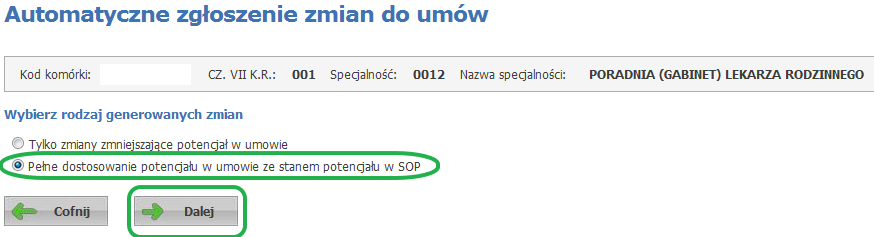 Automatyczne zgłoszenie zmian do umów
Kod komórki: CZ. VII K.R.: 001 Specjalność: 0012 Nazwa specjalności: PORADNIA (GABINET) LEKARZA RODZINNEGO
Wybierz rodzaj generowanych zmian
Tylko zmiany zmniejszające potencjał w umowie
Pełne dostosowanie potencjału w umowie ze stanem potencjału w SOP
Cofnij Dalej